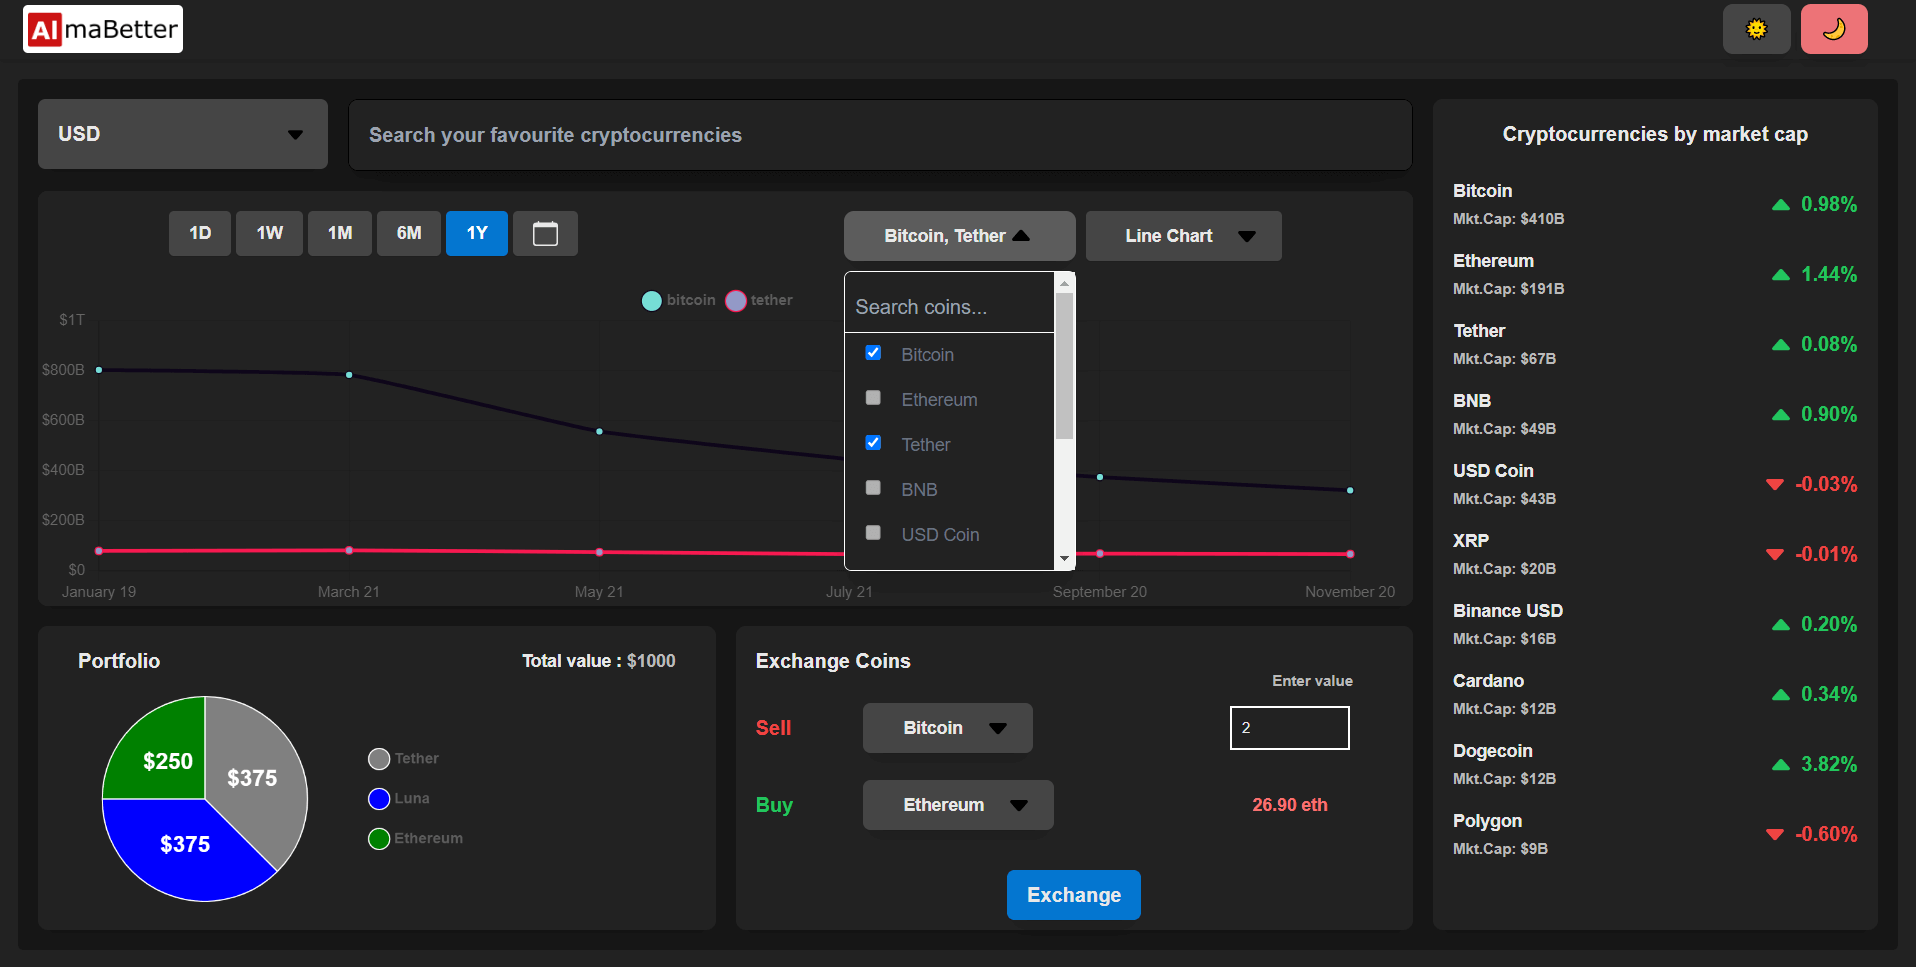 AlmaBetter
USD
Search your favourite cryptocurrencies
1D 1W 1M 6M 1Y
Bitcoin, Tether
Line Chart
bitcoin tether
Search coins...
Bitcoin
Ethereum
Tether
BNB
USD Coin
$1T
$800B
$600B
$400B
$200B
$0
January 19 March 21 May 21 July 21 September 20 November 20
Portfolio
Total value : $1000
$250
$375
$375
Tether
Luna
Ethereum
Exchange Coins
Enter value
Sell Bitcoin 2
Buy Ethereum 26.90 eth
Exchange
Cryptocurrencies by market cap
Bitcoin
Mkt.Cap: $410B
0.98%
Ethereum
Mkt.Cap: $191B
1.44%
Tether
Mkt.Cap: $67B
0.08%
BNB
Mkt.Cap: $49B
0.90%
USD Coin
Mkt.Cap: $43B
-0.03%
XRP
Mkt.Cap: $20B
-0.01%
Binance USD
Mkt.Cap: $16B
0.20%
Cardano
Mkt.Cap: $12B
0.34%
Dogecoin
Mkt.Cap: $12B
3.82%
Polygon
Mkt.Cap: $9B
-0.60%